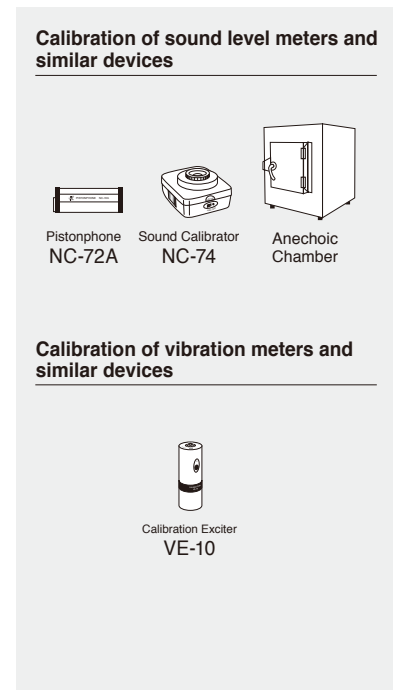 Calibration of sound level meters and
similar devices
Pistonphone
NC-72A
Sound Calibrator
NC-74
Anechoic
Chamber
Calibration of vibration meters and
similar devices
Calibration Exciter
VE-10